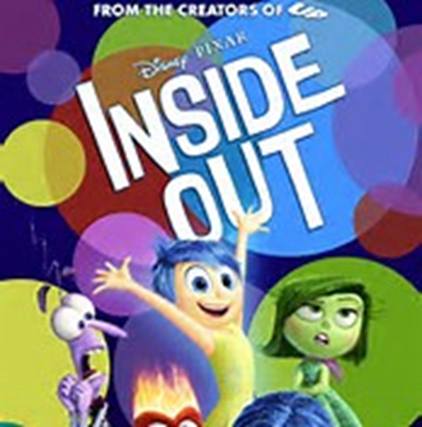 FROM THE CREATORS OF UP
Disney PIXAR
INSIDE
OUT